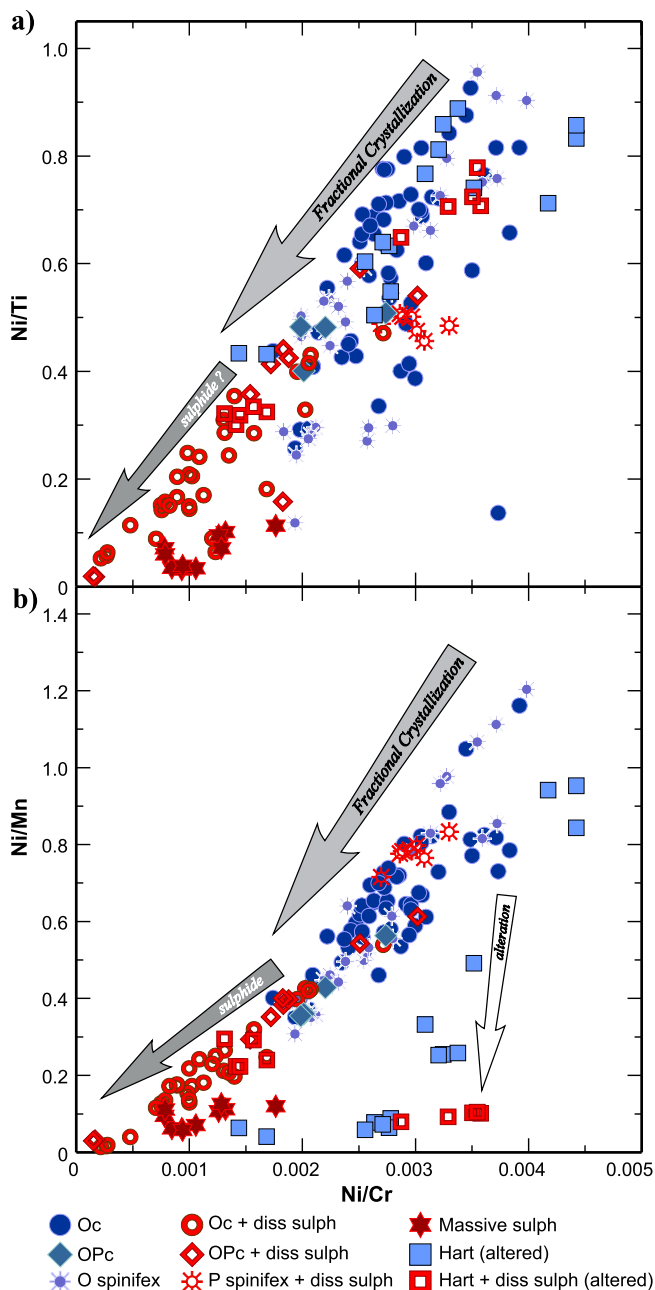 a)
1.0
0.8
0.6
0.4
0.2
0
Ni/Ti
Fractional Crystallization
sulphide ?
b)
1.4
1.2
1.0
0.8
0.6
0.4
0.2
Ni/Mn
Fractional Crystallization
sulphide
alteration
0 0.001 0.002 0.003 0.004 0.005
Ni/Cr
Oc Oc + diss sulph Massive sulph
OPc OPc + diss sulph Hart (altered)
O spinifex P spinifex + diss sulph Hart + diss sulph (altered)